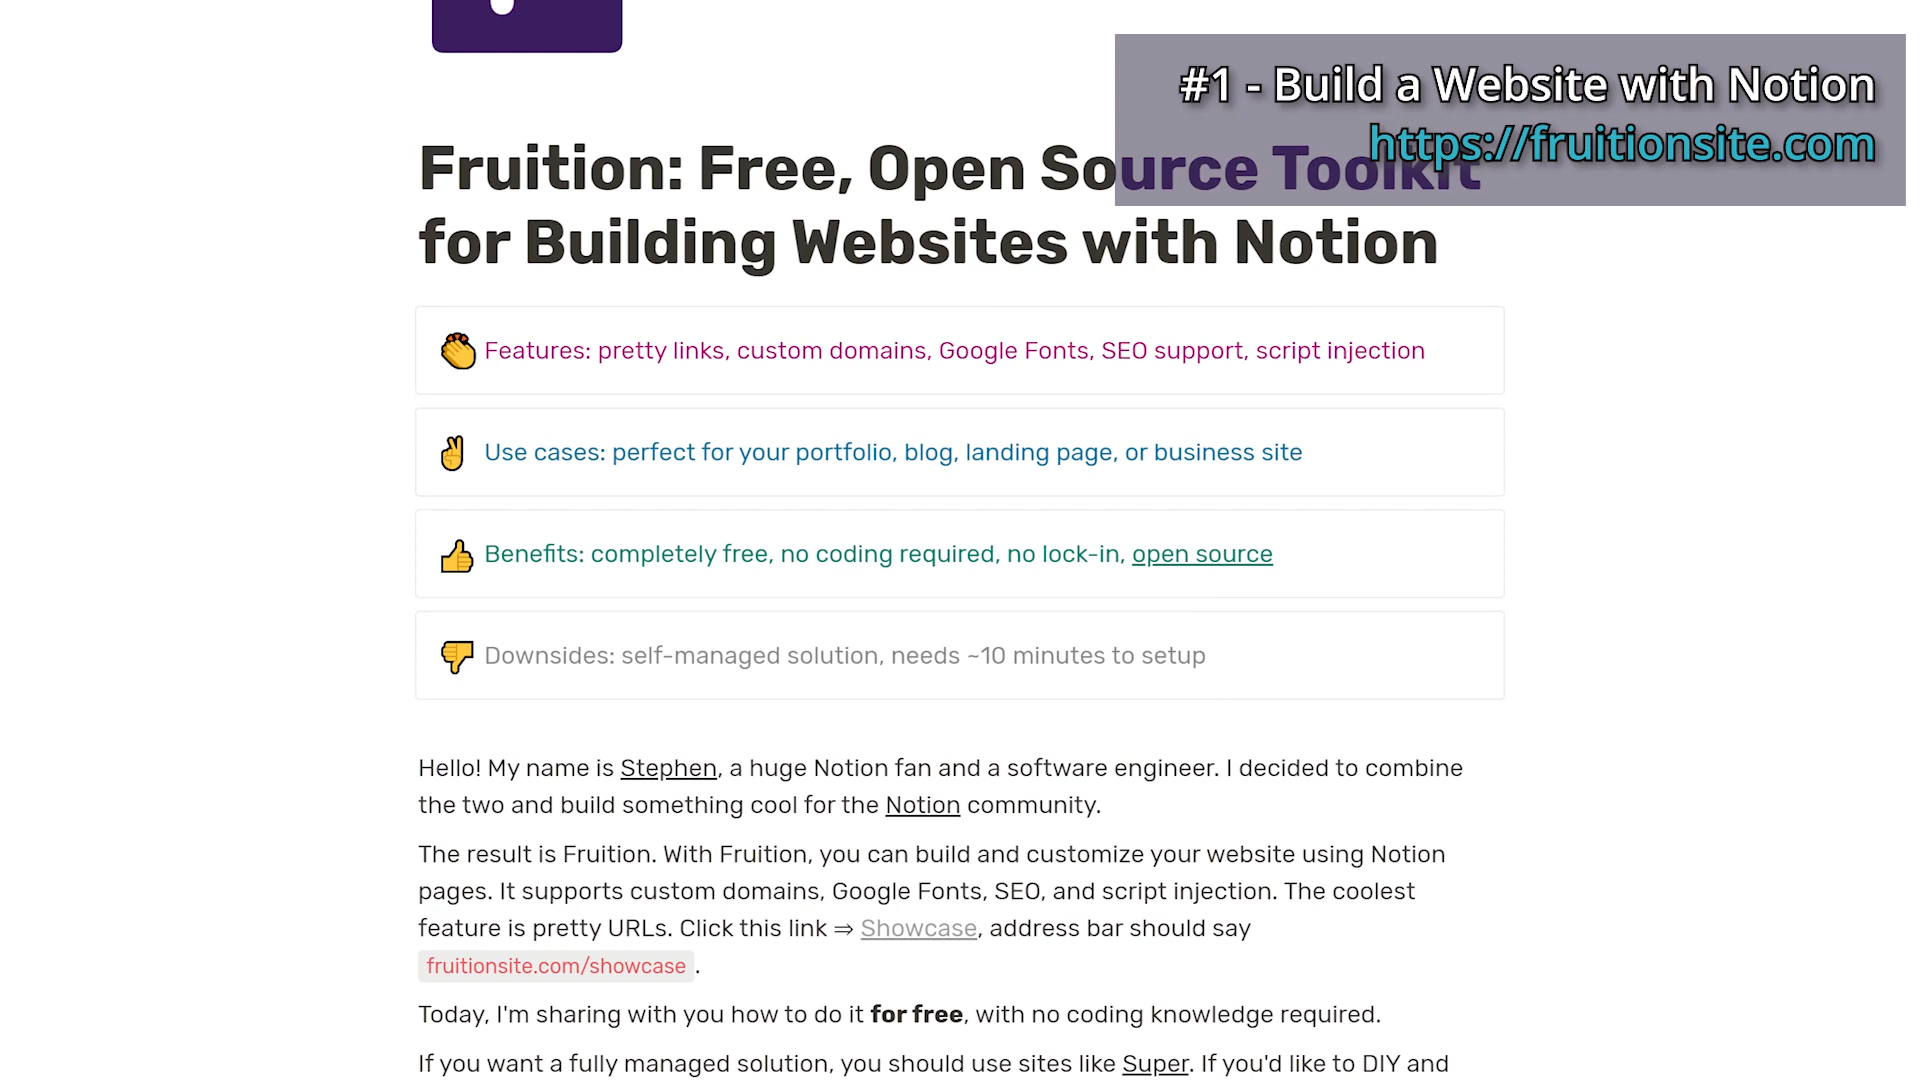 #1 - Build a Website with Notion
https://fruitionsite.com
Fruition: Free, Open Source Toolkit
for Building Websites with Notion
Features: pretty links, custom domains, Google Fonts, SEO support, script injection
Use cases: perfect for your portfolio, blog, landing page, or business site
Benefits: completely free, no coding required, no lock-in, open source
Downsides: self-managed solution, needs ~10 minutes to setup
Hello! My name is Stephen, a huge Notion fan and a software engineer. I decided to combine
the two and build something cool for the Notion community.
The result is Fruition. With Fruition, you can build and customize your website using Notion
pages. It supports custom domains, Google Fonts, SEO, and script injection. The coolest
feature is pretty URLs. Click this link ⇒ Showcase, address bar should say
fruitionsite.com/showcase .
Today, I'm sharing with you how to do it for free, with no coding knowledge required.
If you want a fully managed solution, you should use sites like Super. If you'd like to DIY and